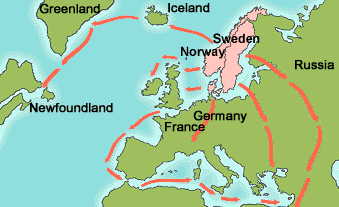 Greenland
Iceland
Sweden
Norway
Russia
Newfoundland
Germany
France